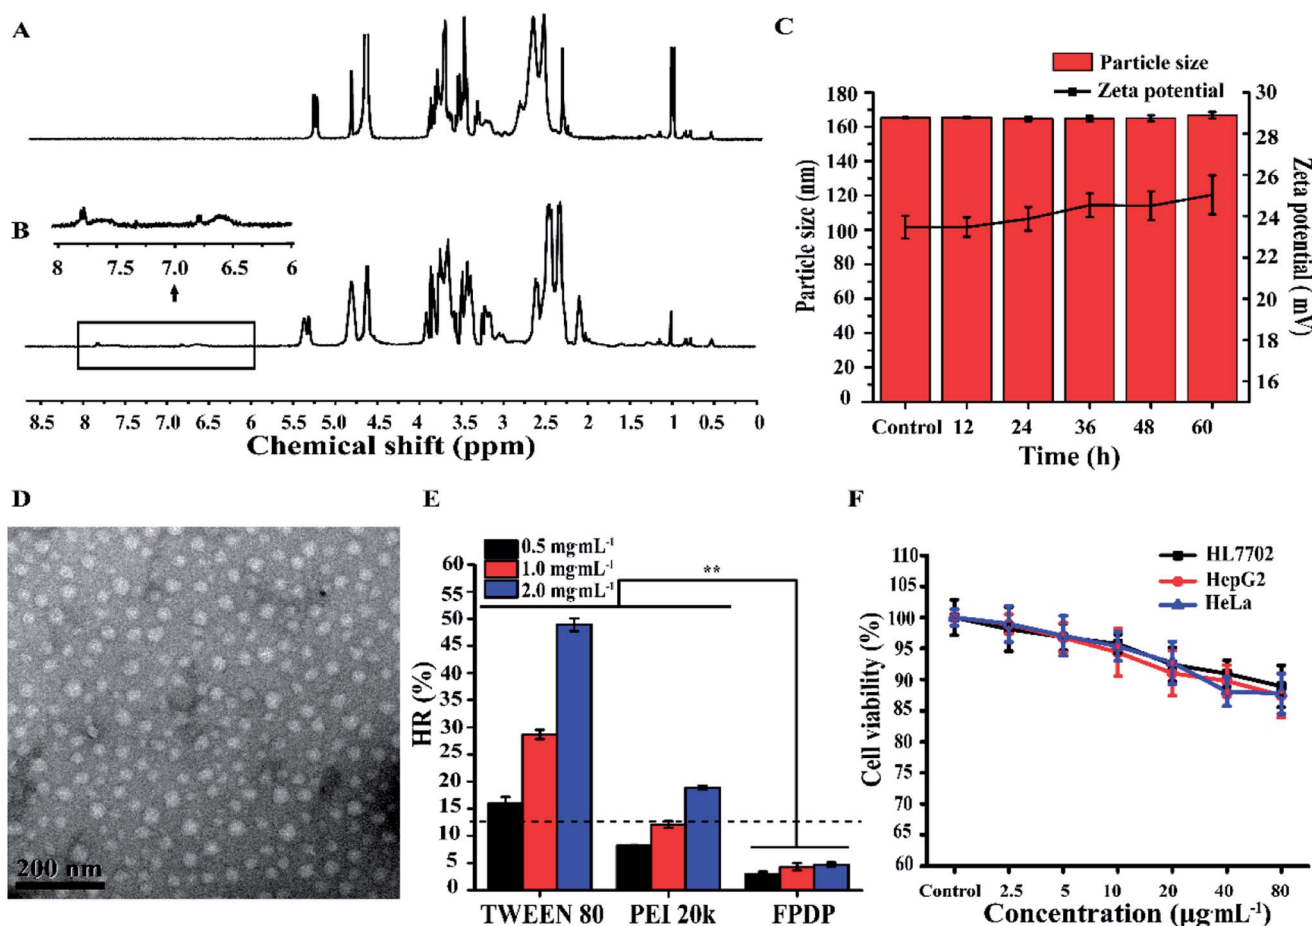 A
B
8 7.5 7.0 6.5 6
8.5 8 7.5 7.0 6.5 6 5.5 5 4.5 4 3.5 3 2.5 2 1.5 1 0.5 0
Chemical shift (ppm)
C
Particle size
Zeta potential
180 160 140 120 100 80 60 40 20 0
Particle size (nm)
30 28 26 24 22 20 18 16
Zeta potential ( mV)
Control 12 24 36 48 60
Time (h)
D
200 nm
E
0.5 mg·mL⁻¹
1.0 mg·mL⁻¹
2.0 mg·mL⁻¹
**
60 55 50 45 40 35 30 25 20 15 10 5 0
HR (%)
TWEEN 80 PEI 20k FPDP
F
HL7702
HepG2
HeLa
110 105 100 95 90 85 80 75 70 65 60
Cell viability (%)
Control 2.5 5 10 20 40 80
Concentration (μg·mL⁻¹)